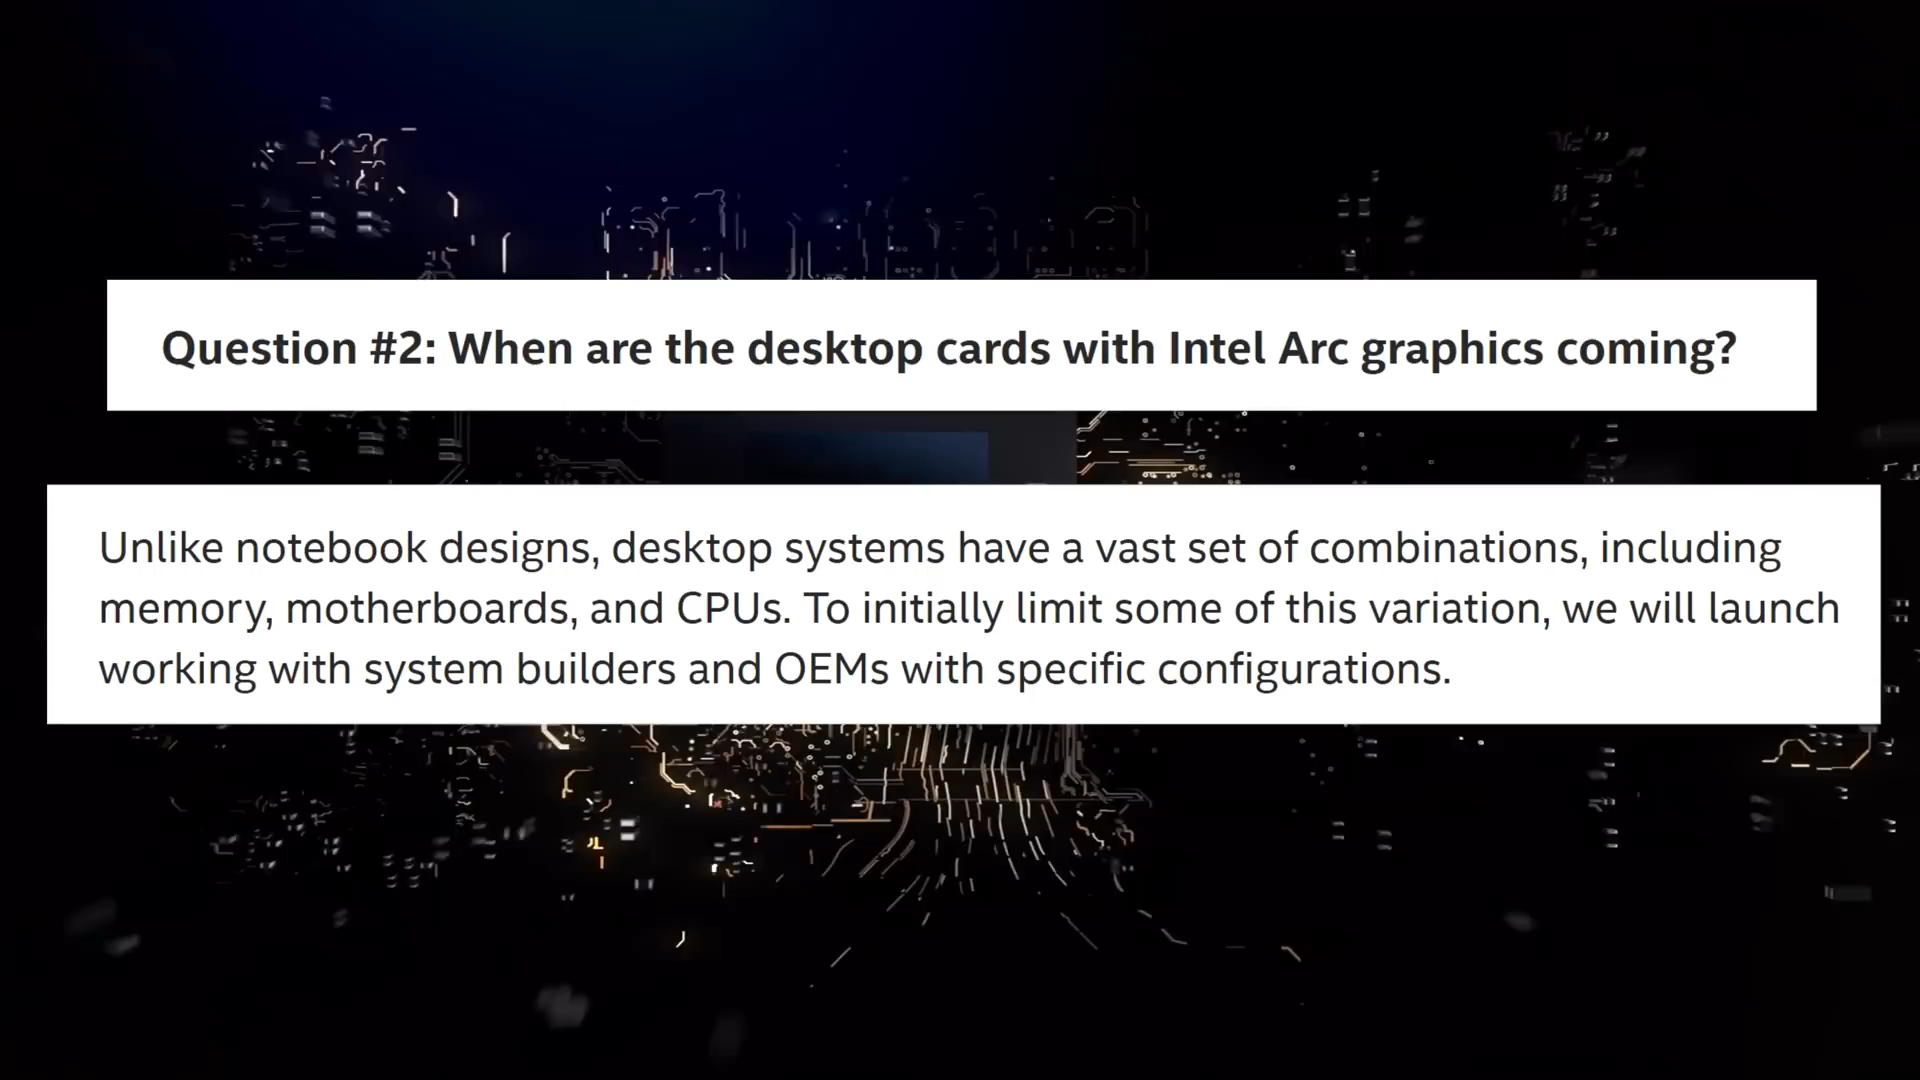 Question #2: When are the desktop cards with Intel Arc graphics coming?
Unlike notebook designs, desktop systems have a vast set of combinations, including
memory, motherboards, and CPUs. To initially limit some of this variation, we will launch
working with system builders and OEMs with specific configurations.